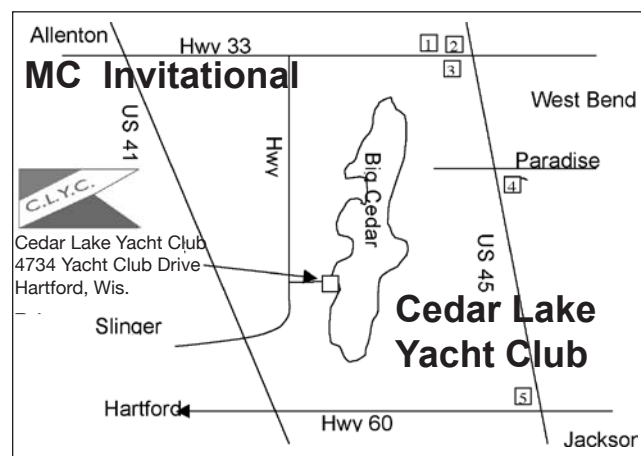 Allenton
Hwy 33
1
2
3
MC Invitational
US 41
Hwy
Big Cedar
West Bend
Paradise
4
C.L.Y.C.
Cedar Lake Yacht Club
4734 Yacht Club Drive
Hartford, Wis.
US 45
Slinger
Cedar Lake
Yacht Club
5
Hartford
Hwy 60
Jackson